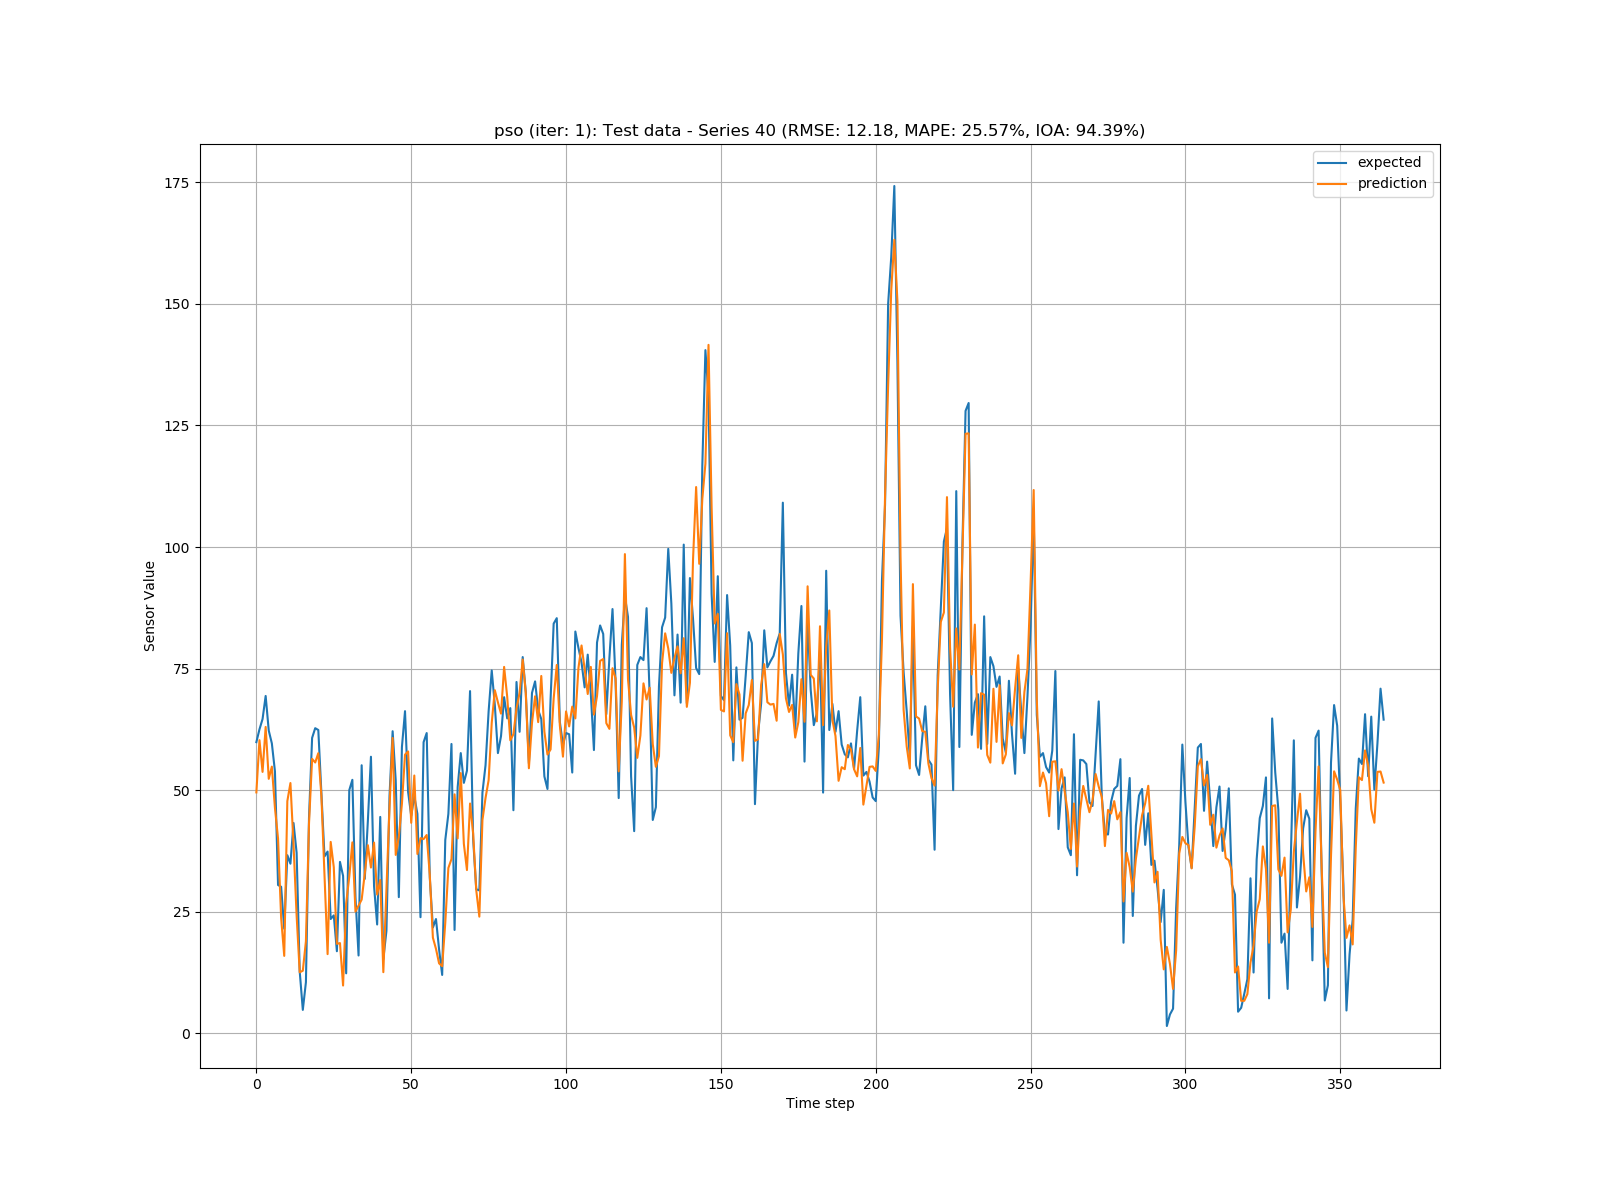 pso (iter: 1): Test data - Series 40 (RMSE: 12.18, MAPE: 25.57%, IOA: 94.39%)
expected
prediction
175
150
125
100
75
50
25
0
Sensor Value
0 50 100 150 200 250 300 350
Time step